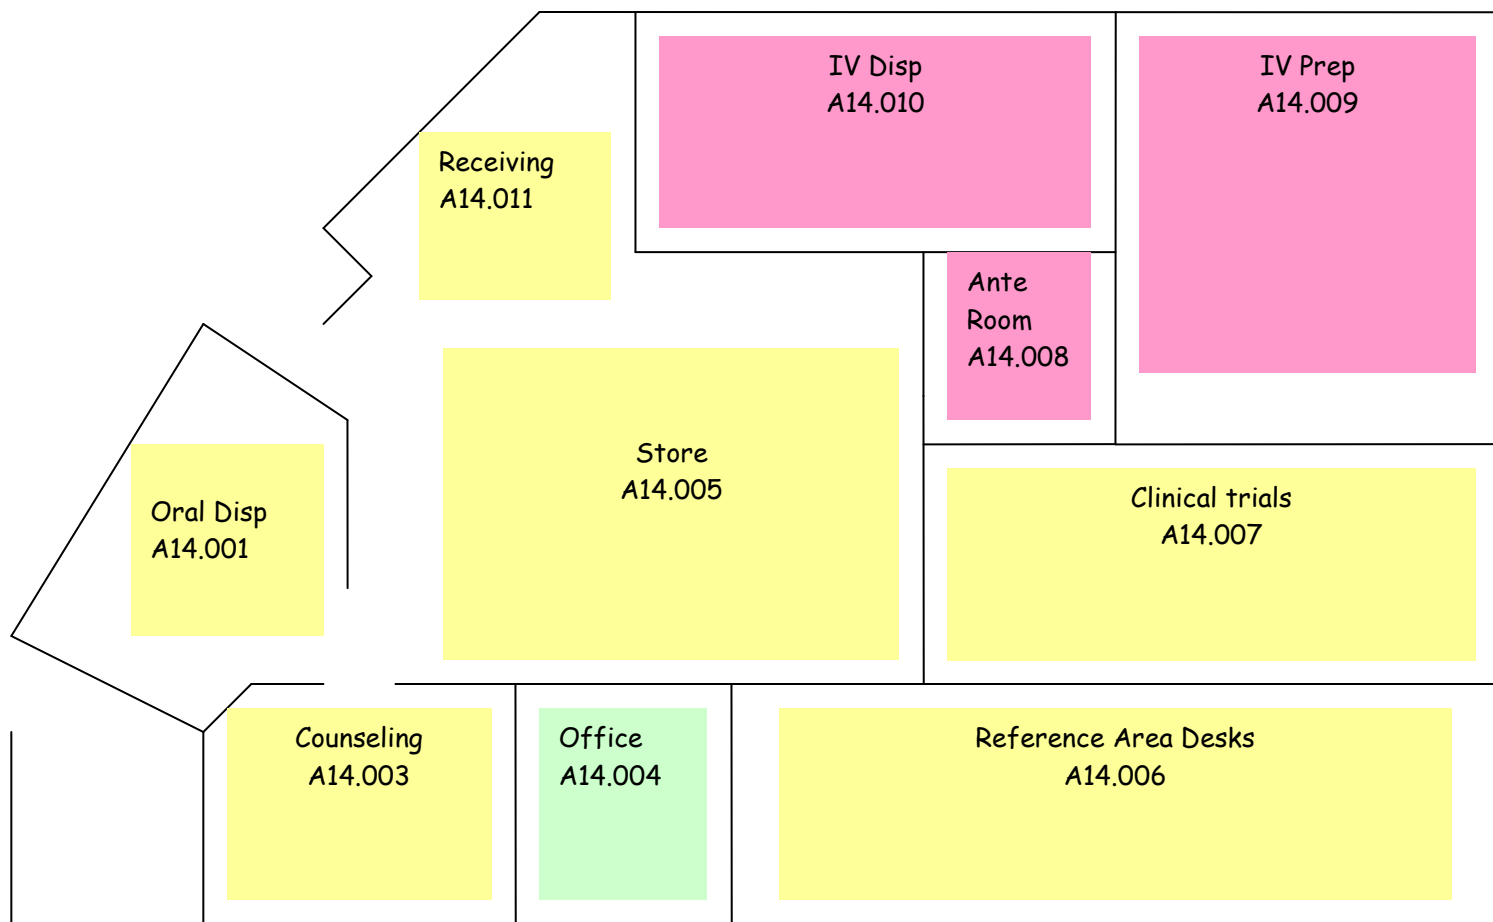 IV Disp
A14.010
IV Prep
A14.009
Receiving
A14.011
Ante
Room
A14.008
Store
A14.005
Clinical trials
A14.007
Oral Disp
A14.001
Counseling
A14.003
Office
A14.004
Reference Area Desks
A14.006